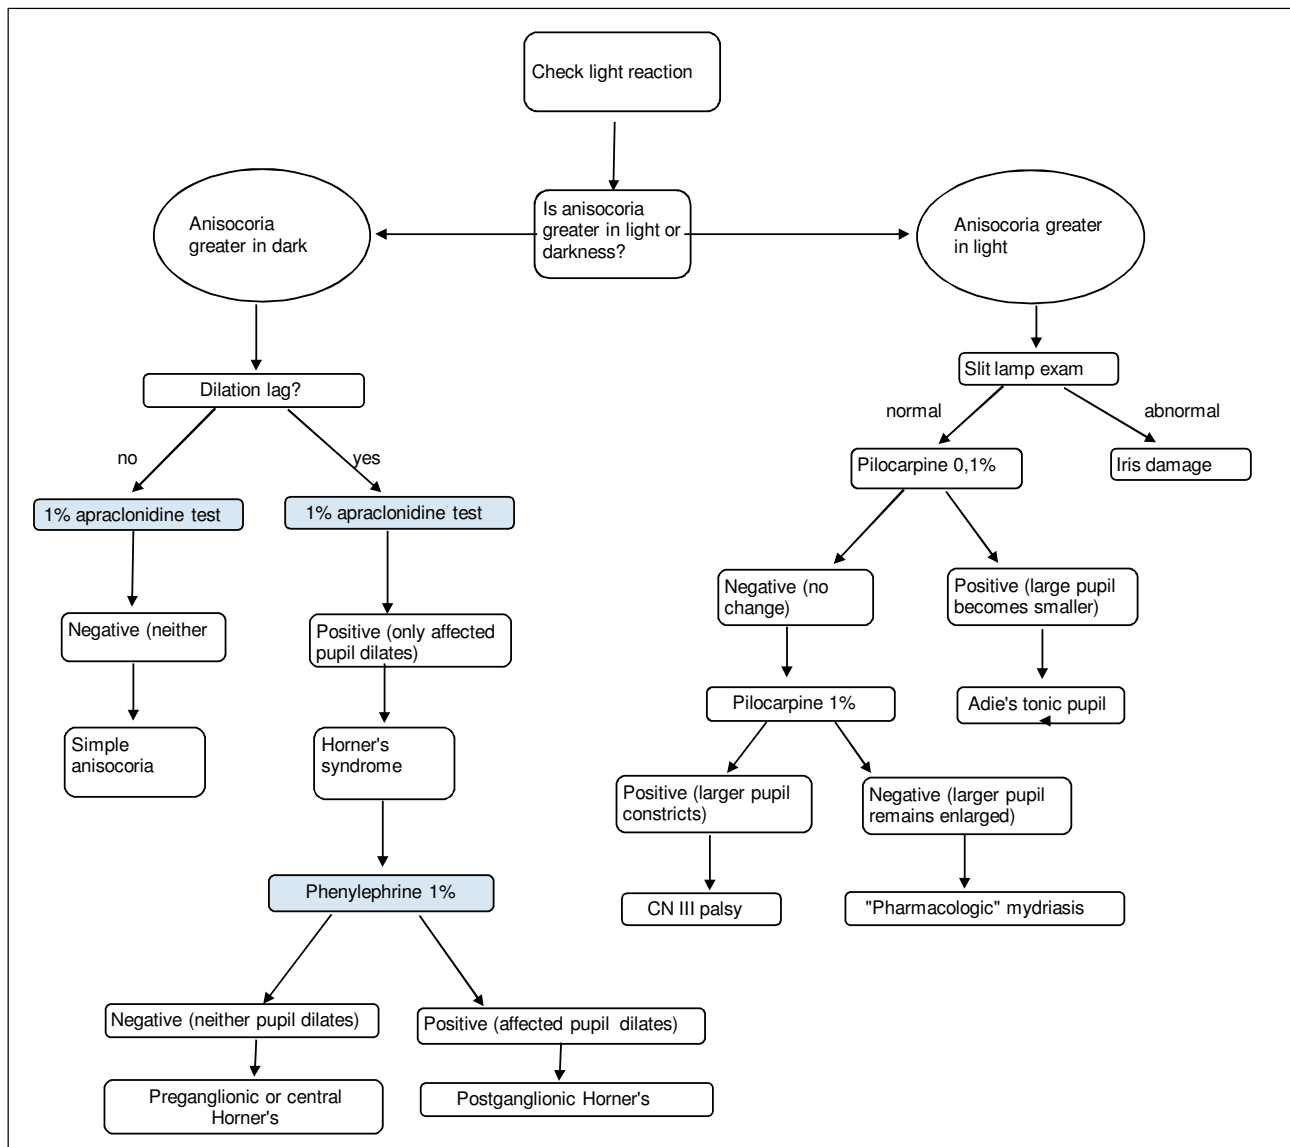 Check light reaction
Is anisocoria
greater in light or
darkness?
Anisocoria
greater in dark
Anisocoria greater
in light
Dilation lag?
no
yes
1% apraclonidine test
1% apraclonidine test
Negative (neither
Positive (only affected
pupil dilates)
Simple
anisocoria
Horner's
syndrome
Phenylephrine 1%
Negative (neither pupil dilates)
Positive (affected pupil dilates)
Preganglionic or central
Horner's
Postganglionic Horner's
Slit lamp exam
normal
abnormal
Pilocarpine 0,1%
Iris damage
Negative (no
change)
Positive (large pupil
becomes smaller)
Pilocarpine 1%
Adie's tonic pupil
Positive (larger pupil
constricts)
Negative (larger pupil
remains enlarged)
CN III palsy
"Pharmacologic" mydriasis